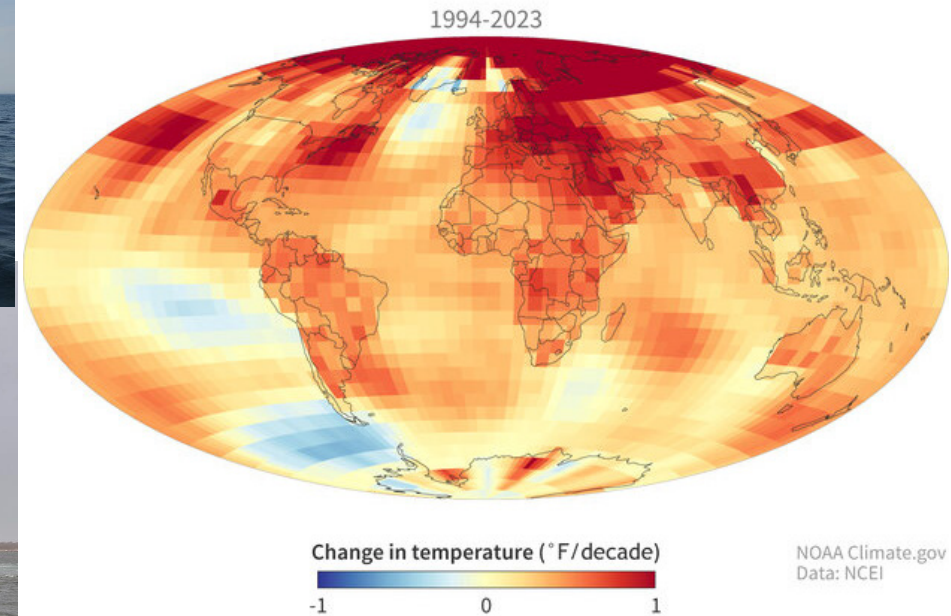 1994-2023
Change in temperature (°F/decade)
-1 0 1
NOAA Climate.gov
Data: NCEI